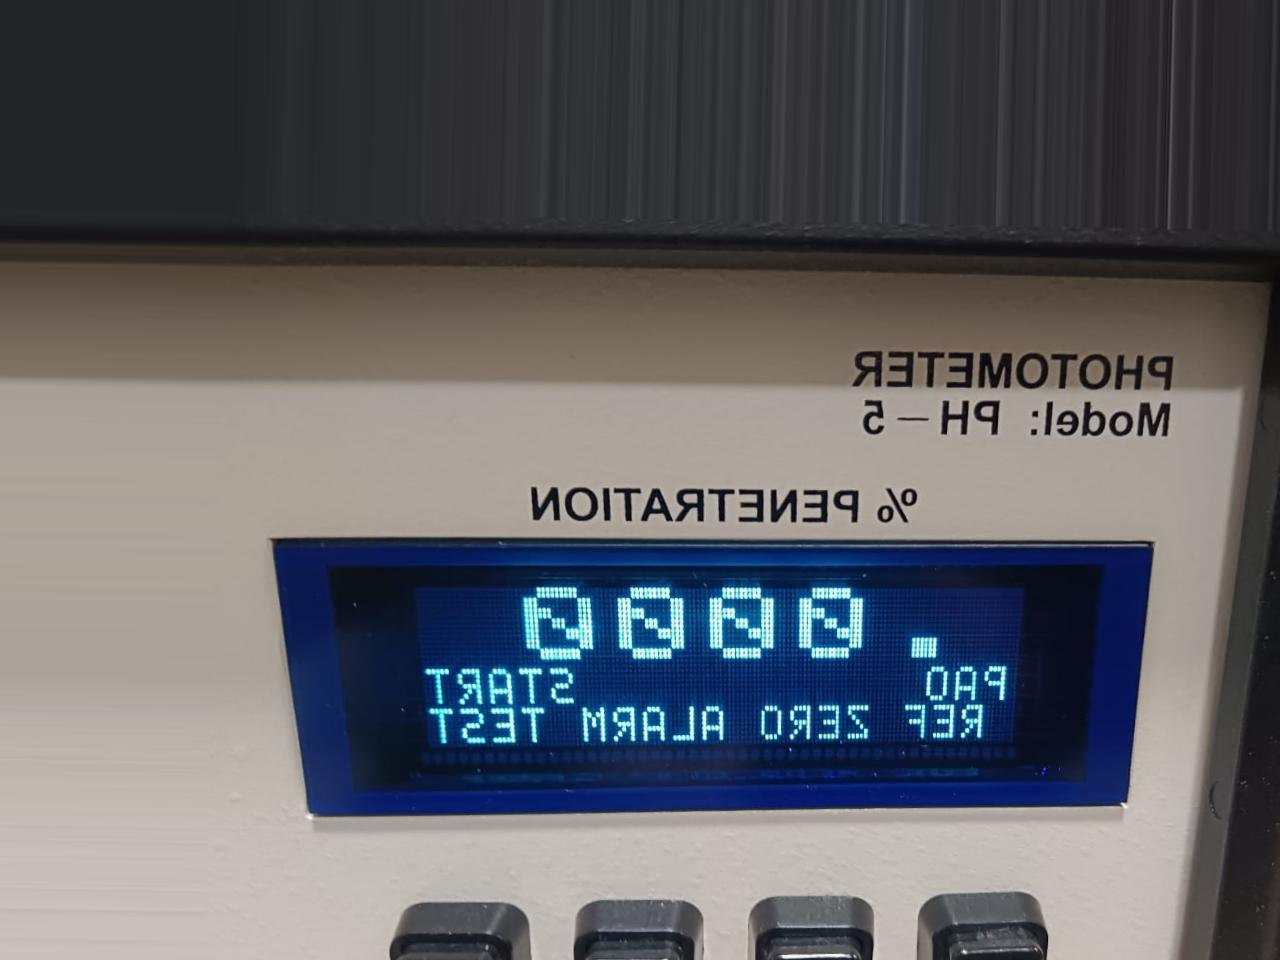 PHOTOMETER
Model: PH-5
% PENETRATION
.0000
PAO START
REF ZERO ALARM TEST